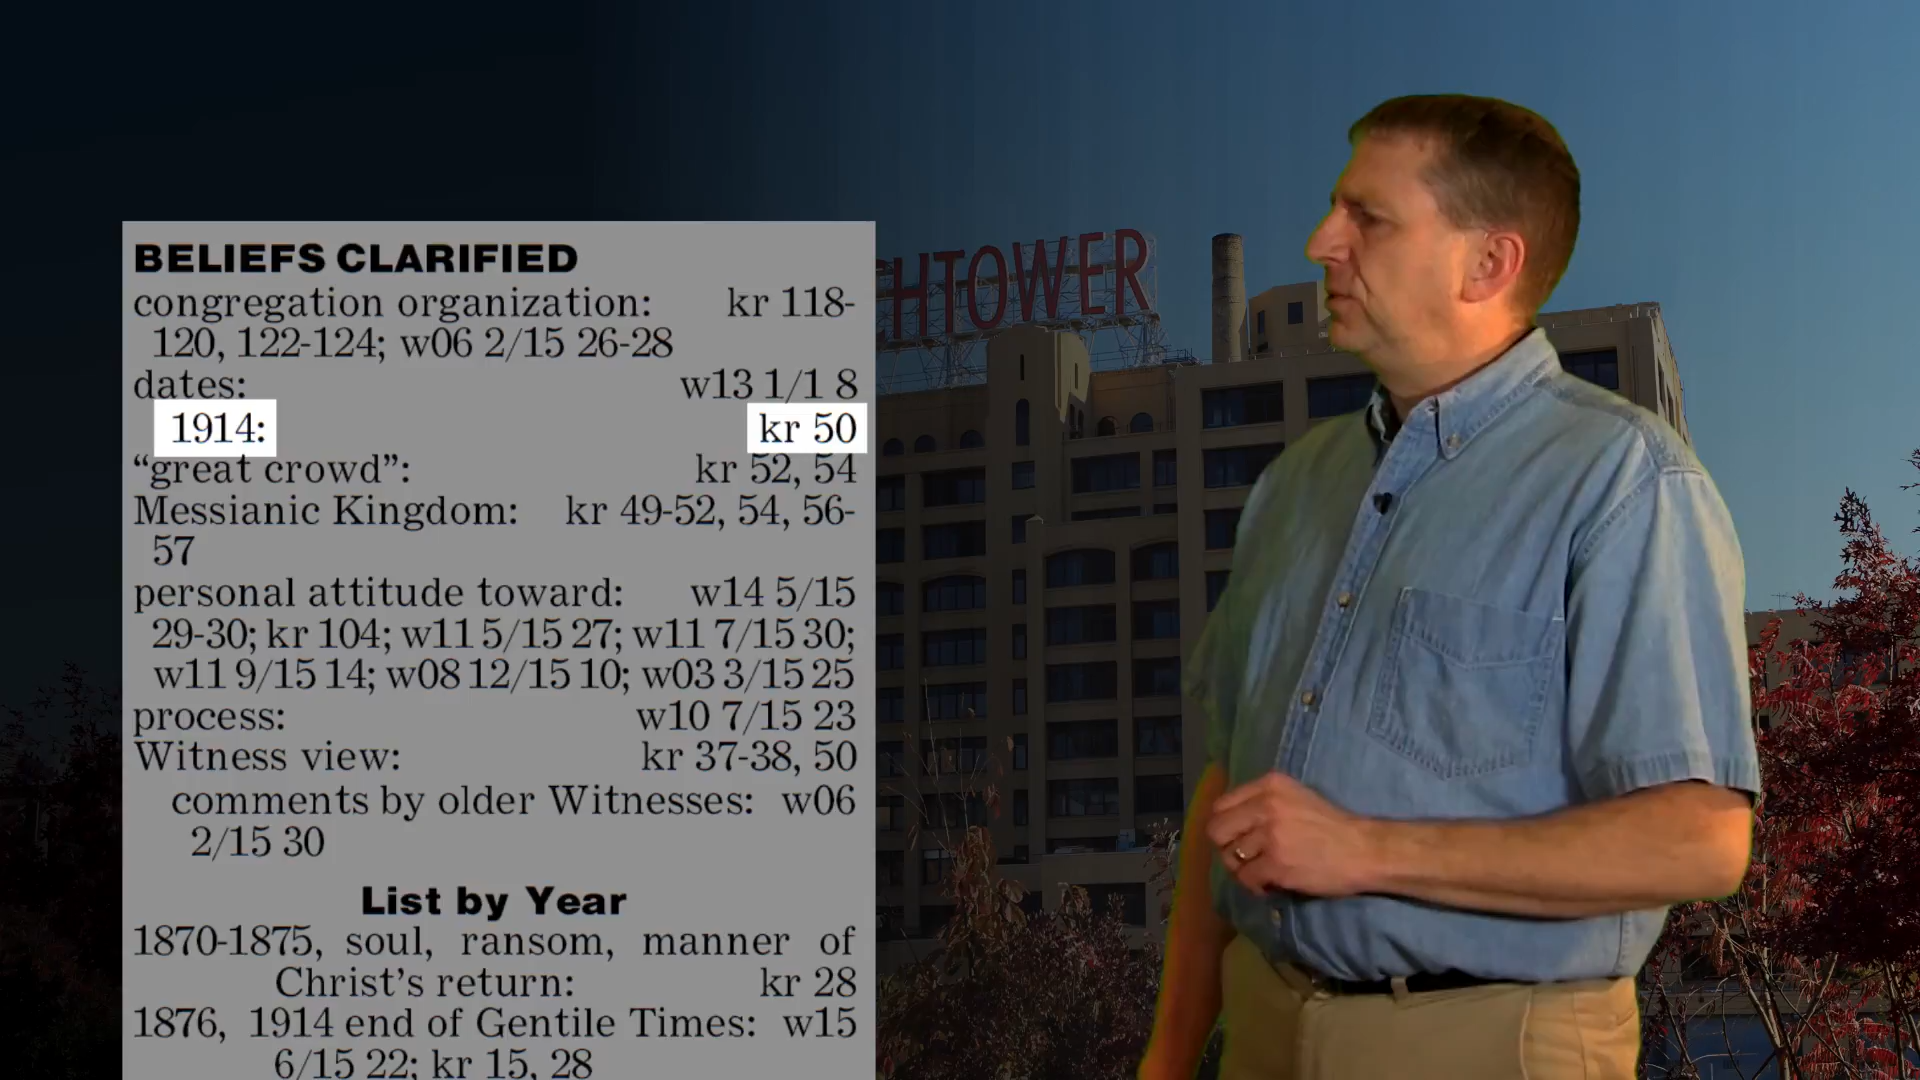 BELIEFS CLARIFIED
congregation organization: kr 118-
120, 122-124; w06 2/15 26-28
dates: w13 1/1 8
1914: kr 50
“great crowd”: kr 52, 54
Messianic Kingdom: kr 49-52, 54, 56-
57
personal attitude toward: w14 5/15
29-30; kr 104; w11 5/15 27; w11 7/15 30;
w11 9/15 14; w08 12/15 10; w03 3/15 25
process: w10 7/15 23
Witness view: kr 37-38, 50
comments by older Witnesses: w06
2/15 30
List by Year
1870-1875, soul, ransom, manner of
Christ’s return: kr 28
1876, 1914 end of Gentile Times: w15
6/15 22; kr 15, 28
HTOWER